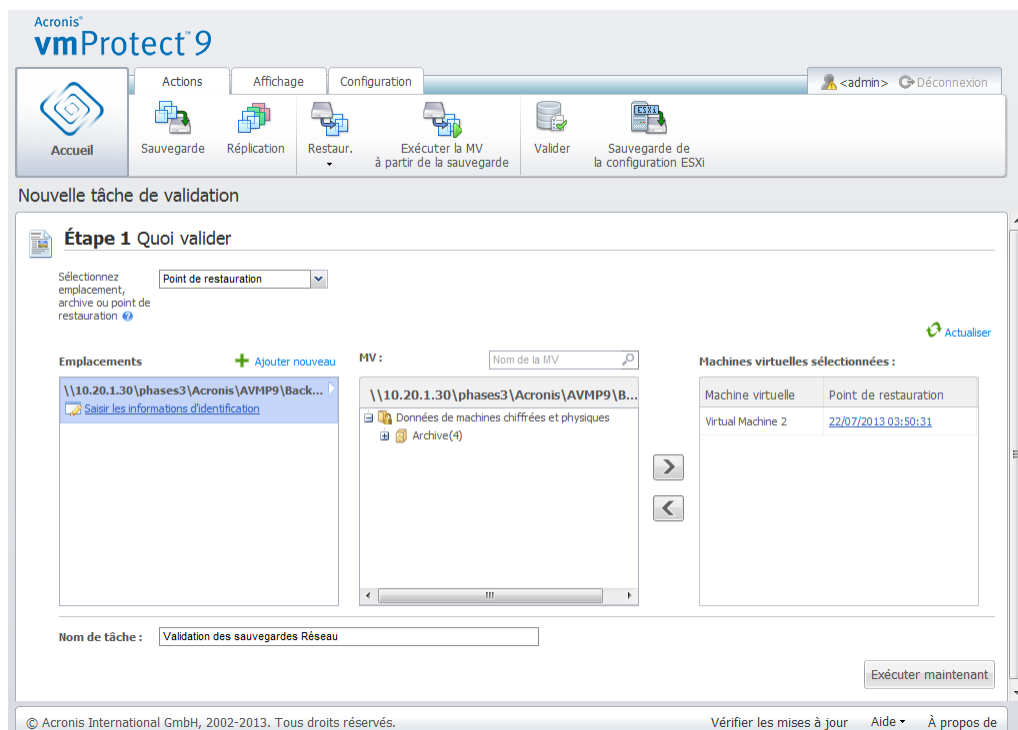 Acronis®
vmProtect™ 9
Actions
Affichage
Configuration
<admin>
Déconnexion
Accueil
Sauvegarde
Réplication
Restaur.
Exécuter la MV
à partir de la sauvegarde
Valider
Sauvegarde de
la configuration ESXi
ESXi
Nouvelle tâche de validation
Étape 1 Quoi valider
Sélectionnez
emplacement,
archive ou point de
restauration ?
Point de restauration
Actualiser
Emplacements
Ajouter nouveau
MV :
Nom de la MV
Machines virtuelles sélectionnées :
\\10.20.1.30\phases3\Acronis\AVMP9\Back...
Saisir les informations d'identification
\\10.20.1.30\phases3\Acronis\AVMP9\B...
Données de machines chiffrées et physiques
Archive(4)
Machine virtuelle
Point de restauration
Virtual Machine 2
22/07/2013 03:50:31
Nom de tâche :
Validation des sauvegardes Réseau
Exécuter maintenant
© Acronis International GmbH, 2002-2013. Tous droits réservés.
Vérifier les mises à jour
Aide
À propos de